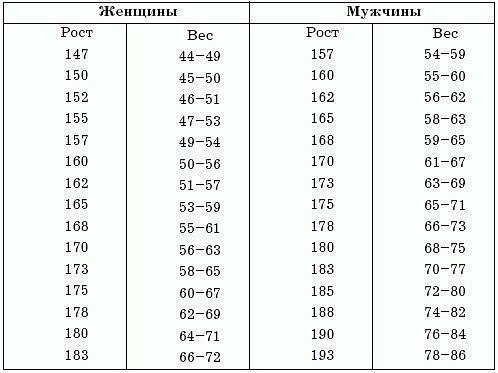 Женщины Мужчины
Рост Вес Рост Вес
147 44—49 157 54—59
150 45—50 160 55—60
152 46—51 162 56—62
155 47—53 165 58—63
157 49—54 168 59—65
160 50—56 170 61—67
162 51—57 173 63—69
165 53—59 175 65—71
168 55—61 178 66—73
170 56—63 180 68—75
173 58—65 183 70—77
175 60—67 185 72—80
178 62—69 188 74—82
180 64—71 190 76—84
183 66—72 193 78—86